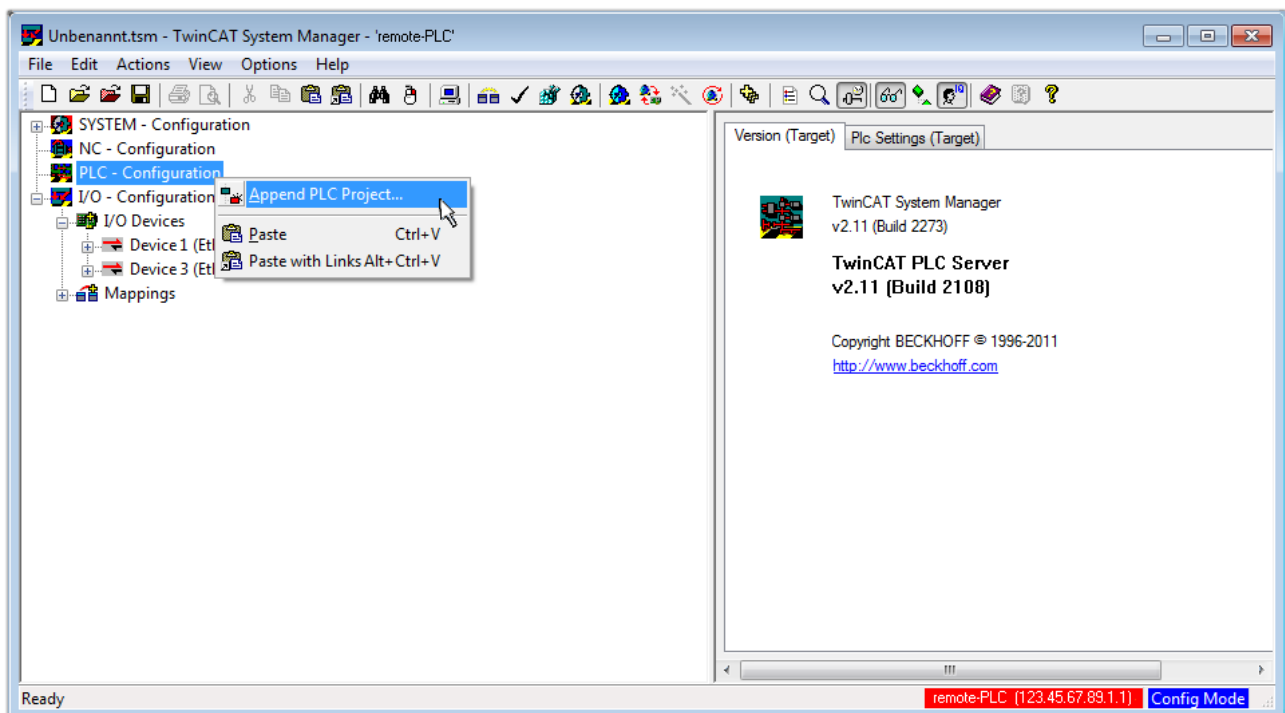 Unbenannt.tsm - TwinCAT System Manager - 'remote-PLC'
File Edit Actions View Options Help
SYSTEM - Configuration
NC - Configuration
PLC - Configuration
I/O - Configuration
I/O Devices
Device 1 (Et
Device 3 (Et
Mappings
Append PLC Project...
Paste Ctrl+V
Paste with Links Alt+Ctrl+V
Version (Target) Plc Settings (Target)
TwinCAT System Manager
v2.11 (Build 2273)
TwinCAT PLC Server
v2.11 (Build 2108)
Copyright BECKHOFF © 1996-2011
http://www.beckhoff.com
Ready remote-PLC (123.45.67.89.1.1) Config Mode